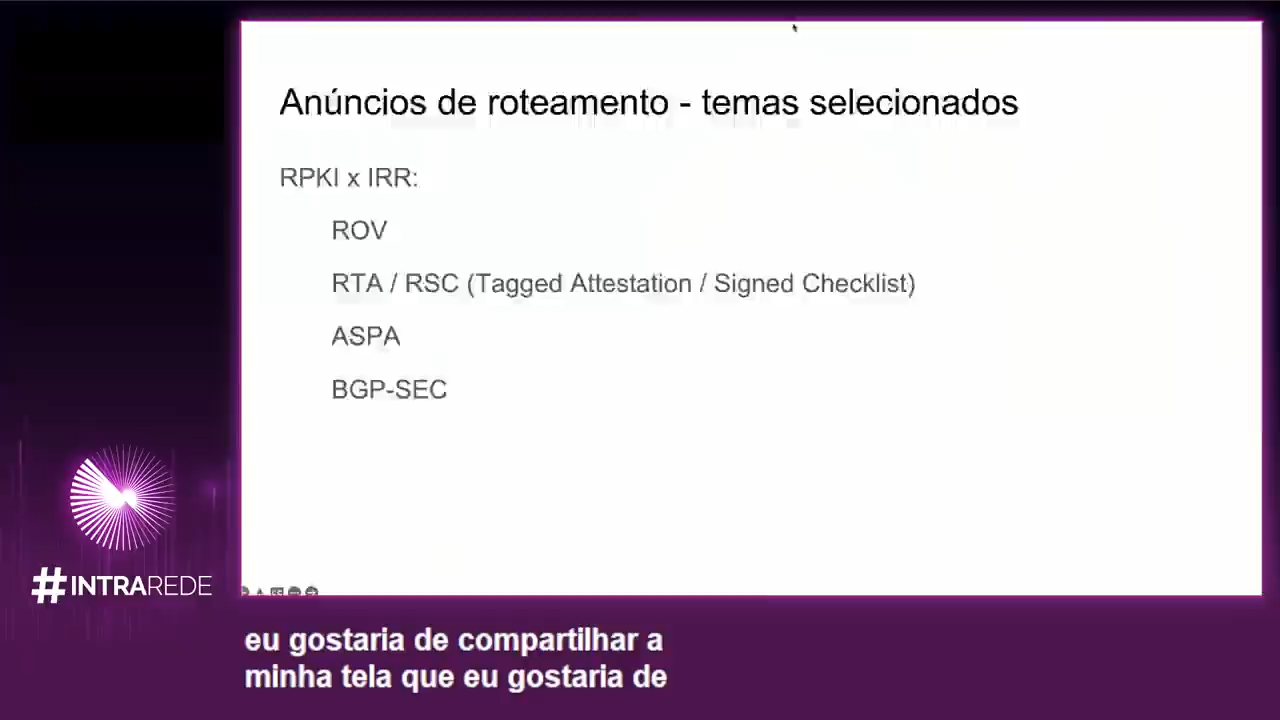 Anúncios de roteamento - temas selecionados
RPKI x IRR:
ROV
RTA / RSC (Tagged Attestation / Signed Checklist)
ASPA
BGP-SEC
#INTRAREDE
eu gostaria de compartilhar a
minha tela que eu gostaria de